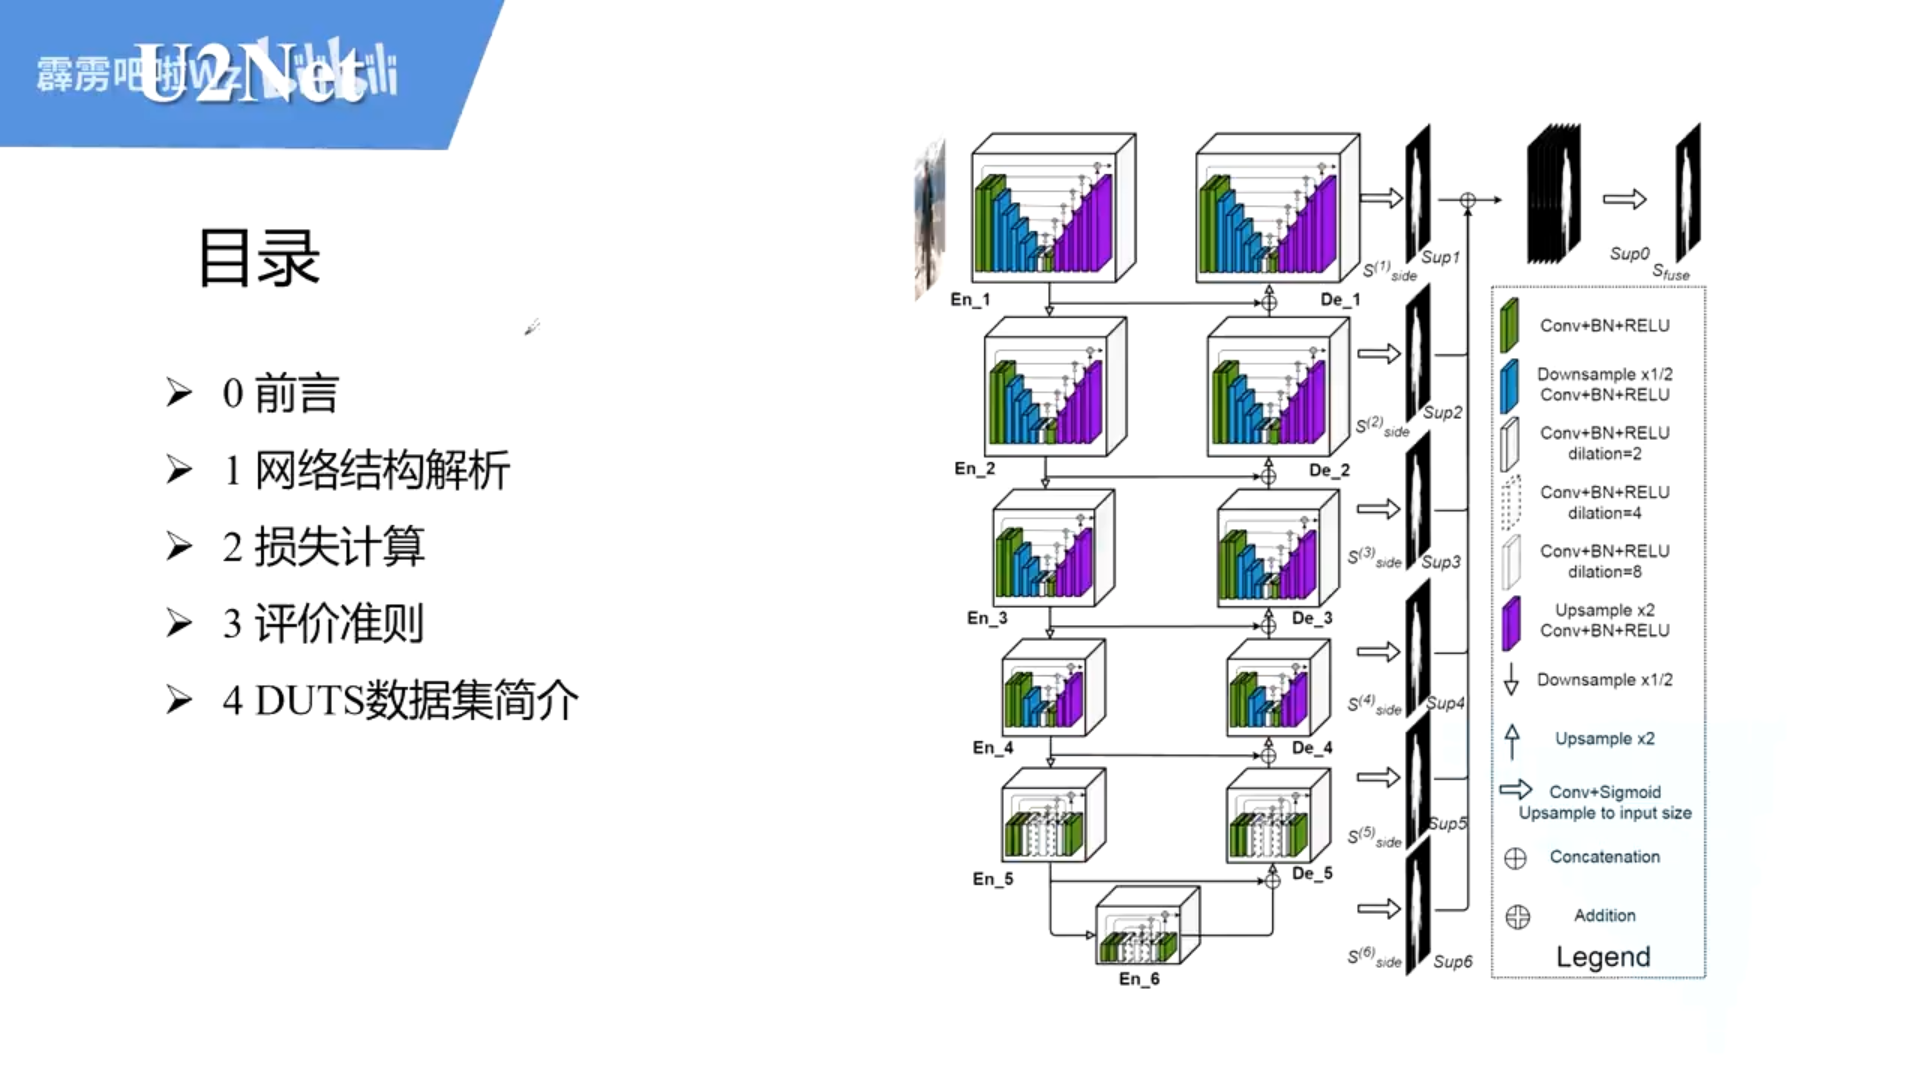 霹雳吧啦Wz bilibili
U2Net
目录
➢ 0 前言
➢ 1 网络结构解析
➢ 2 损失计算
➢ 3 评价准则
➢ 4 DUTS数据集简介
En_1
De_1
S(1)side
Sup1
Sup0
Sfuse
En_2
De_2
S(2)side
Sup2
En_3
De_3
S(3)side
Sup3
En_4
De_4
S(4)side
Sup4
En_5
De_5
S(5)side
Sup5
En_6
S(6)side
Sup6
Conv+BN+RELU
Downsample x1/2
Conv+BN+RELU
Conv+BN+RELU
dilation=2
Conv+BN+RELU
dilation=4
Conv+BN+RELU
dilation=8
Upsample x2
Conv+BN+RELU
Downsample x1/2
Upsample x2
Conv+Sigmoid
Upsample to input size
Concatenation
Addition
Legend